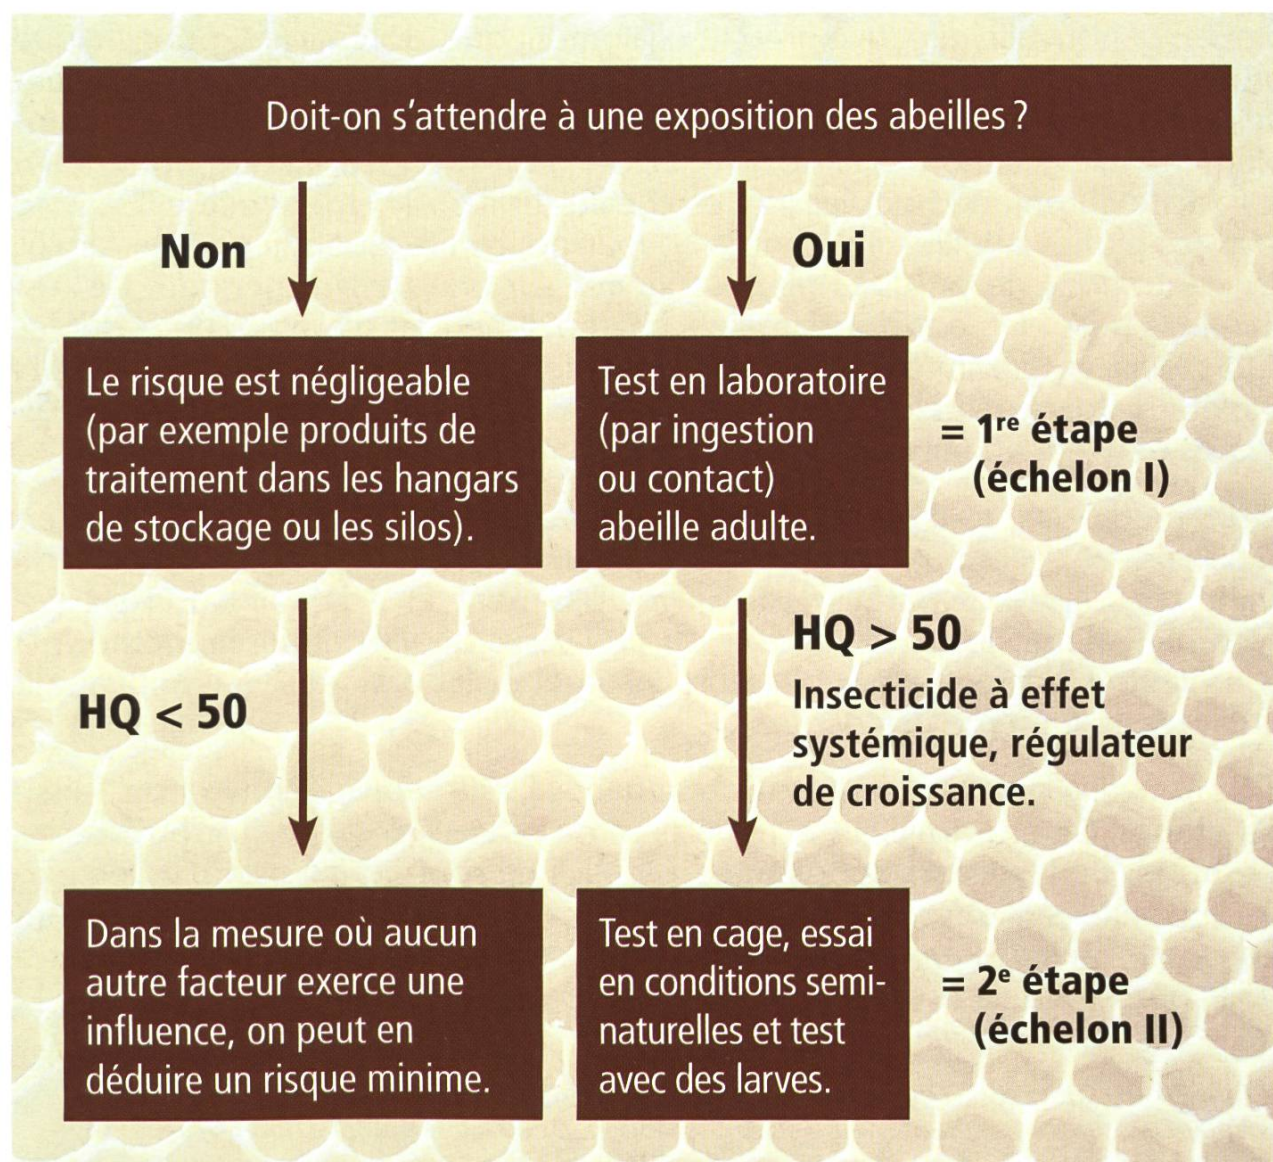 Doit-on s'attendre à une exposition des abeilles ?
Non
Oui
Le risque est négligeable
(par exemple produits de
traitement dans les hangars
de stockage ou les silos).
Test en laboratoire
(par ingestion
ou contact)
abeille adulte.
= 1re étape
(échelon I)
HQ < 50
HQ > 50
Insecticide à effet
systémique, régulateur
de croissance.
Dans la mesure où aucun
autre facteur exerce une
influence, on peut en
déduire un risque minime.
Test en cage, essai
en conditions semi-
naturelles et test
avec des larves.
= 2e étape
(échelon II)